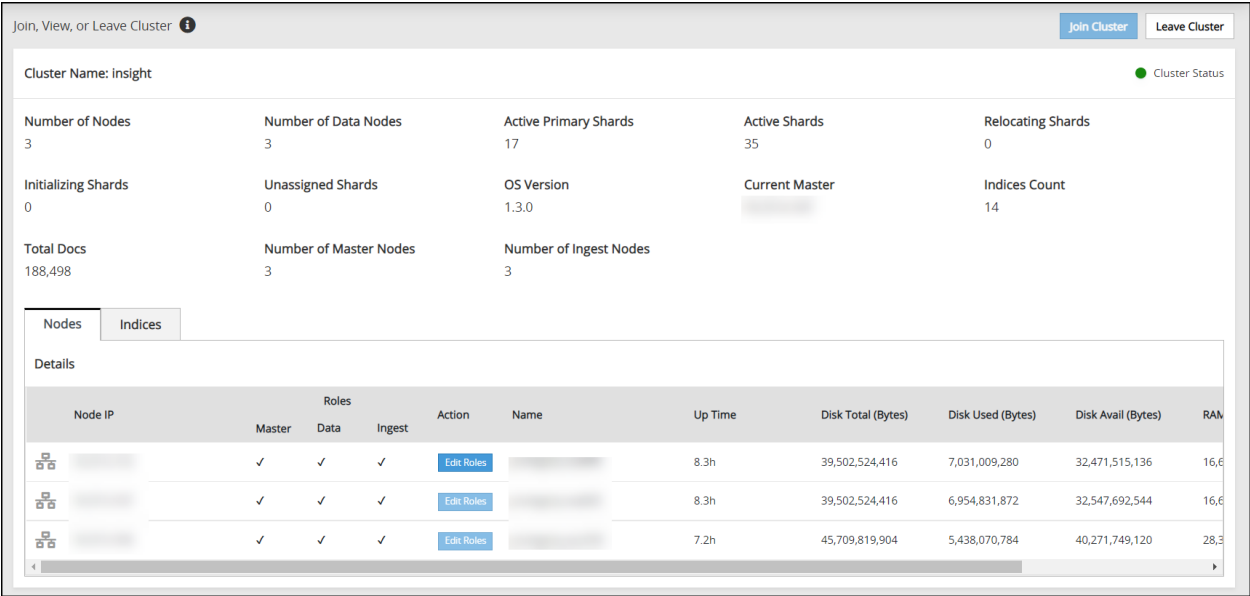 Join, View, or Leave Cluster
Join Cluster Leave Cluster
Cluster Name: insight
Cluster Status
Number of Nodes Number of Data Nodes Active Primary Shards Active Shards Relocating Shards
3 3 17 35 0
Initializing Shards Unassigned Shards OS Version Current Master Indices Count
0 0 1.3.0 14
Total Docs Number of Master Nodes Number of Ingest Nodes
188,498 3 3
Nodes Indices
Details
Roles
Node IP Action Name Up Time Disk Total (Bytes) Disk Used (Bytes) Disk Avail (Bytes)
Master Data Ingest
✓ ✓ ✓ Edit Roles 8.3h 39,502,524,416 7,031,009,280 32,471,515,136
✓ ✓ ✓ Edit Roles 8.3h 39,502,524,416 6,954,831,872 32,547,692,544
✓ ✓ ✓ Edit Roles 7.2h 45,709,819,904 5,438,070,784 40,271,749,120